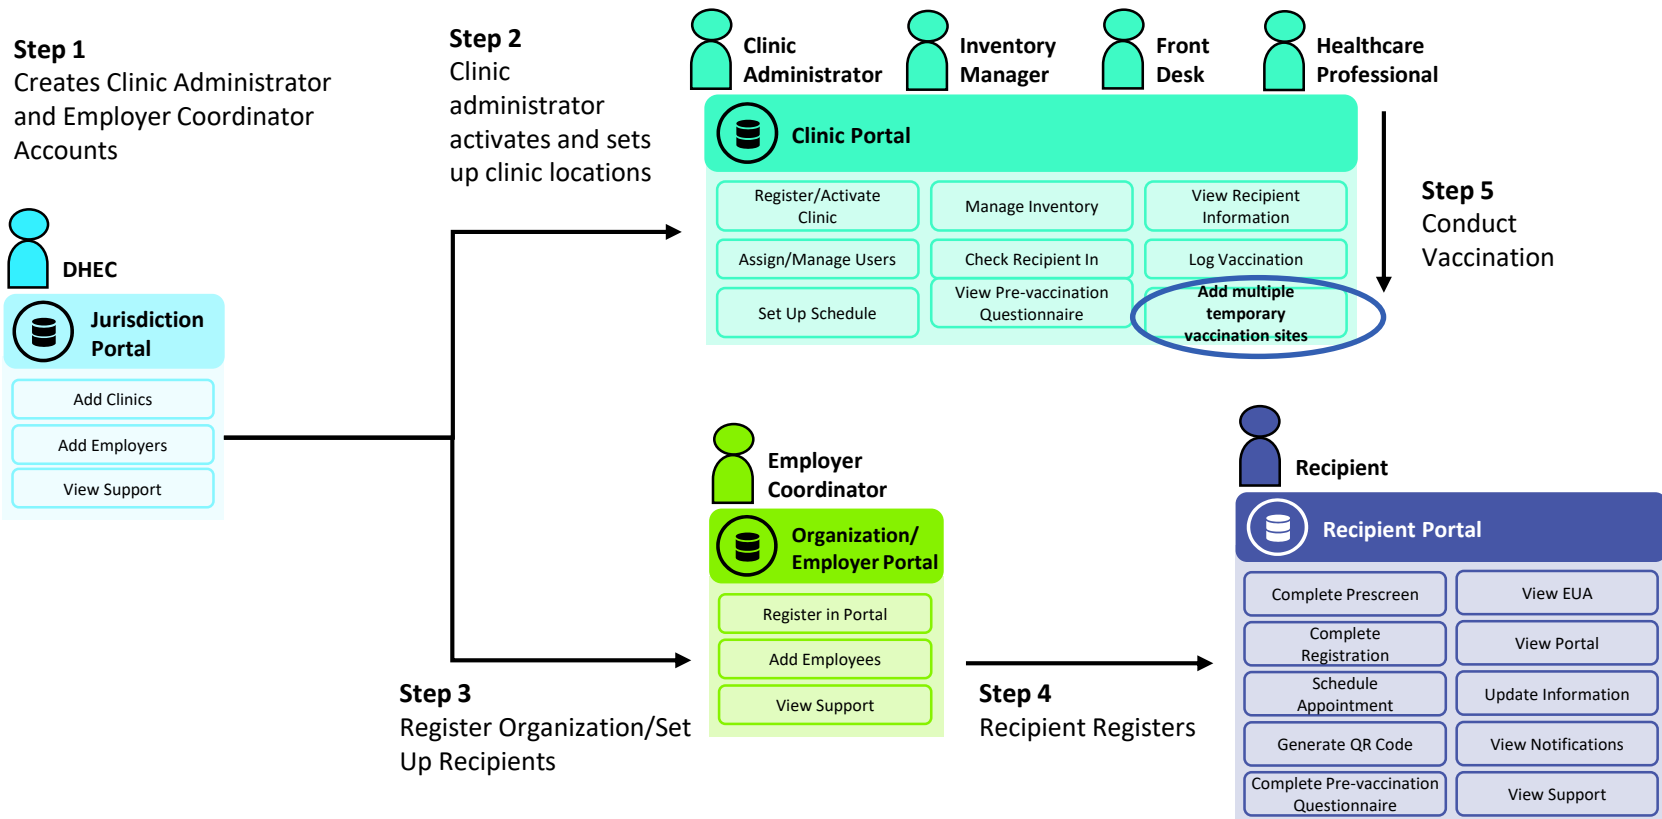 Step 1
Creates Clinic Administrator
and Employer Coordinator
Accounts
DHEC
Jurisdiction
Portal
Add Clinics
Add Employers
View Support
Step 2
Clinic
administrator
activates and sets
up clinic locations
Clinic
Administrator
Inventory
Manager
Front
Desk
Healthcare
Professional
Clinic Portal
Register/Activate
Clinic
Manage Inventory
View Recipient
Information
Assign/Manage Users
Check Recipient In
Log Vaccination
Set Up Schedule
View Pre-vaccination
Questionnaire
Add multiple
temporary
vaccination sites
Step 5
Conduct
Vaccination
Step 3
Register Organization/Set
Up Recipients
Employer
Coordinator
Organization/
Employer Portal
Register in Portal
Add Employees
View Support
Step 4
Recipient Registers
Recipient
Recipient Portal
Complete Prescreen
View EUA
Complete
Registration
View Portal
Schedule
Appointment
Update Information
Generate QR Code
View Notifications
Complete Pre-vaccination
Questionnaire
View Support